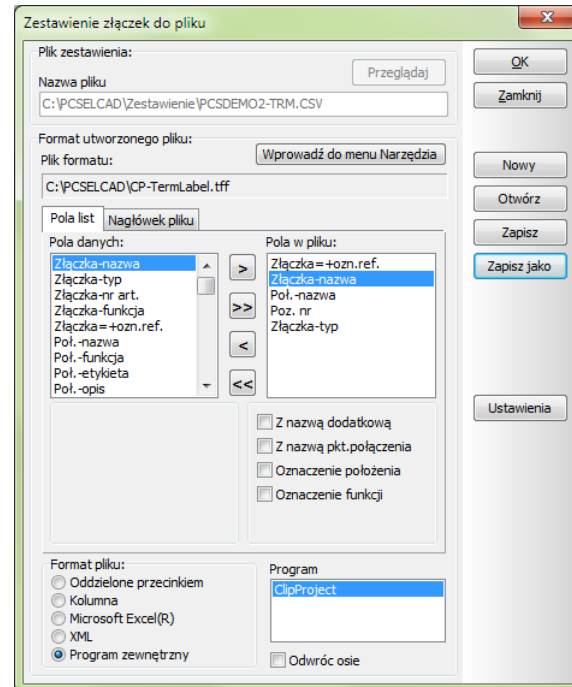 Zestawienie złączek do pliku
x
Plik zestawienia:
Przeglądaj
Nazwa pliku
C:\PCSELCAD\Zestawienie\PCSDEMO2-TRM.CSV
OK
Zamknij
Format utworzonego pliku:
Plik formatu:
Wprowadź do menu Narzędzia
C:\PCSELCAD\CP-TermLabel.tff
Nowy
Otwórz
Zapisz
Zapisz jako
Ustawienia
Pola list
Nagłówek pliku
Pola danych:
Złączka-nazwa
Złączka-typ
Złączka-nr art.
Złączka-funkcja
Złączka=+ozn.ref.
Poł.-nazwa
Poł.-funkcja
Poł.-etykieta
Poł.-opis
>
>>
<
<<
Pola w pliku:
Złączka=+ozn.ref.
Złączka-nazwa
Poł.-nazwa
Poz. nr
Złączka-typ
Z nazwą dodatkową
Z nazwą pkt.połączenia
Oznaczenie położenia
Oznaczenie funkcji
Format pliku:
Oddzielone przecinkiem
Kolumna
Microsoft Excel(R)
XML
Program zewnętrzny
Program
ClipProject
Odwróc osie